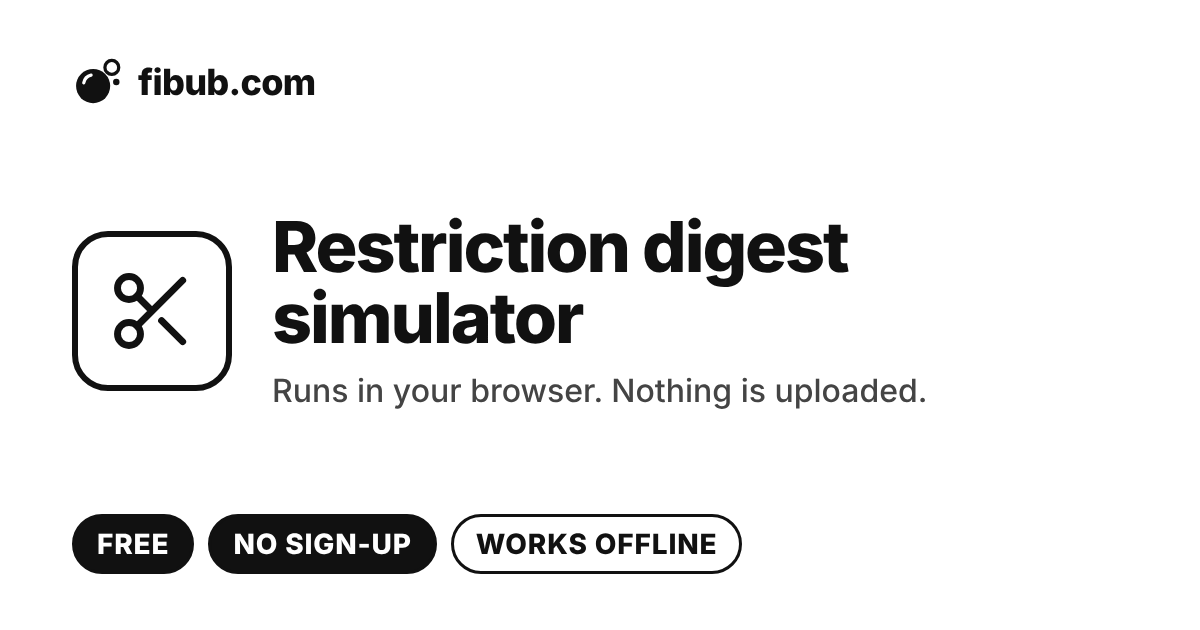 fibub.com
Restriction digest
simulator
Runs in your browser. Nothing is uploaded.
FREE
NO SIGN-UP
WORKS OFFLINE